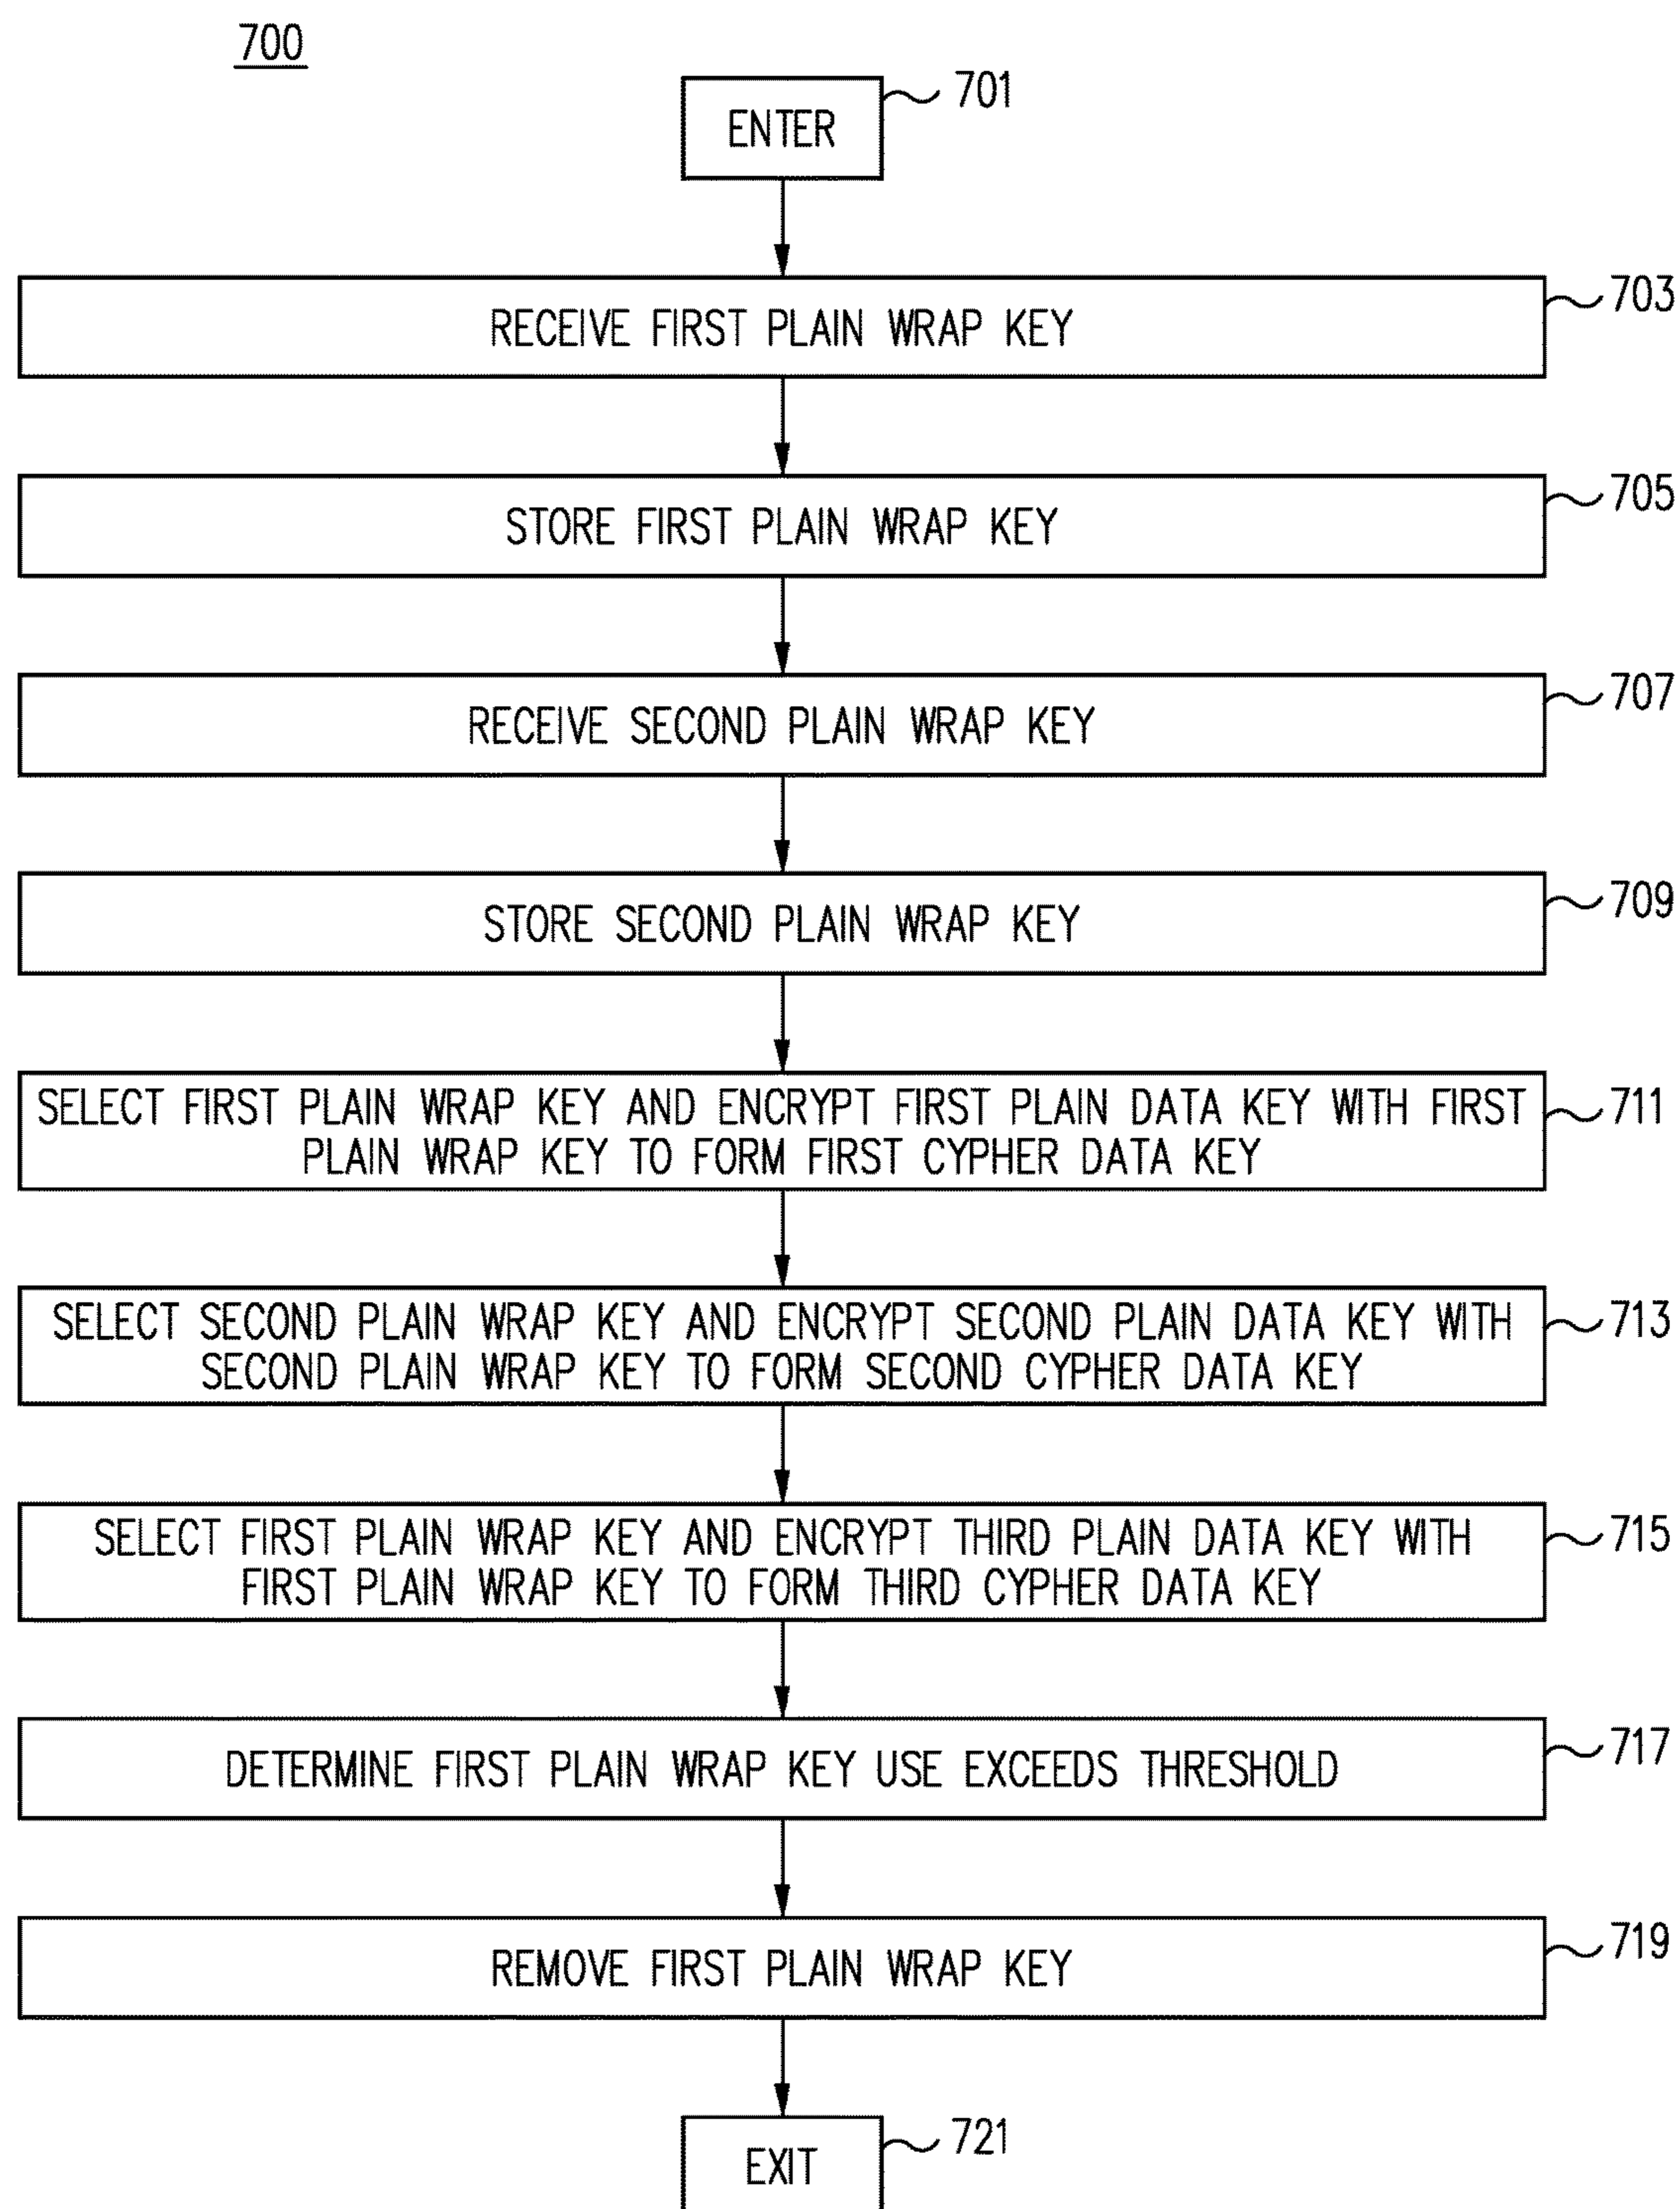 700
ENTER
701
RECEIVE FIRST PLAIN WRAP KEY
703
STORE FIRST PLAIN WRAP KEY
705
RECEIVE SECOND PLAIN WRAP KEY
707
STORE SECOND PLAIN WRAP KEY
709
SELECT FIRST PLAIN WRAP KEY AND ENCRYPT FIRST PLAIN DATA KEY WITH FIRST
PLAIN WRAP KEY TO FORM FIRST CYPHER DATA KEY
711
SELECT SECOND PLAIN WRAP KEY AND ENCRYPT SECOND PLAIN DATA KEY WITH
SECOND PLAIN WRAP KEY TO FORM SECOND CYPHER DATA KEY
713
SELECT FIRST PLAIN WRAP KEY AND ENCRYPT THIRD PLAIN DATA KEY WITH
FIRST PLAIN WRAP KEY TO FORM THIRD CYPHER DATA KEY
715
DETERMINE FIRST PLAIN WRAP KEY USE EXCEEDS THRESHOLD
717
REMOVE FIRST PLAIN WRAP KEY
719
EXIT
721